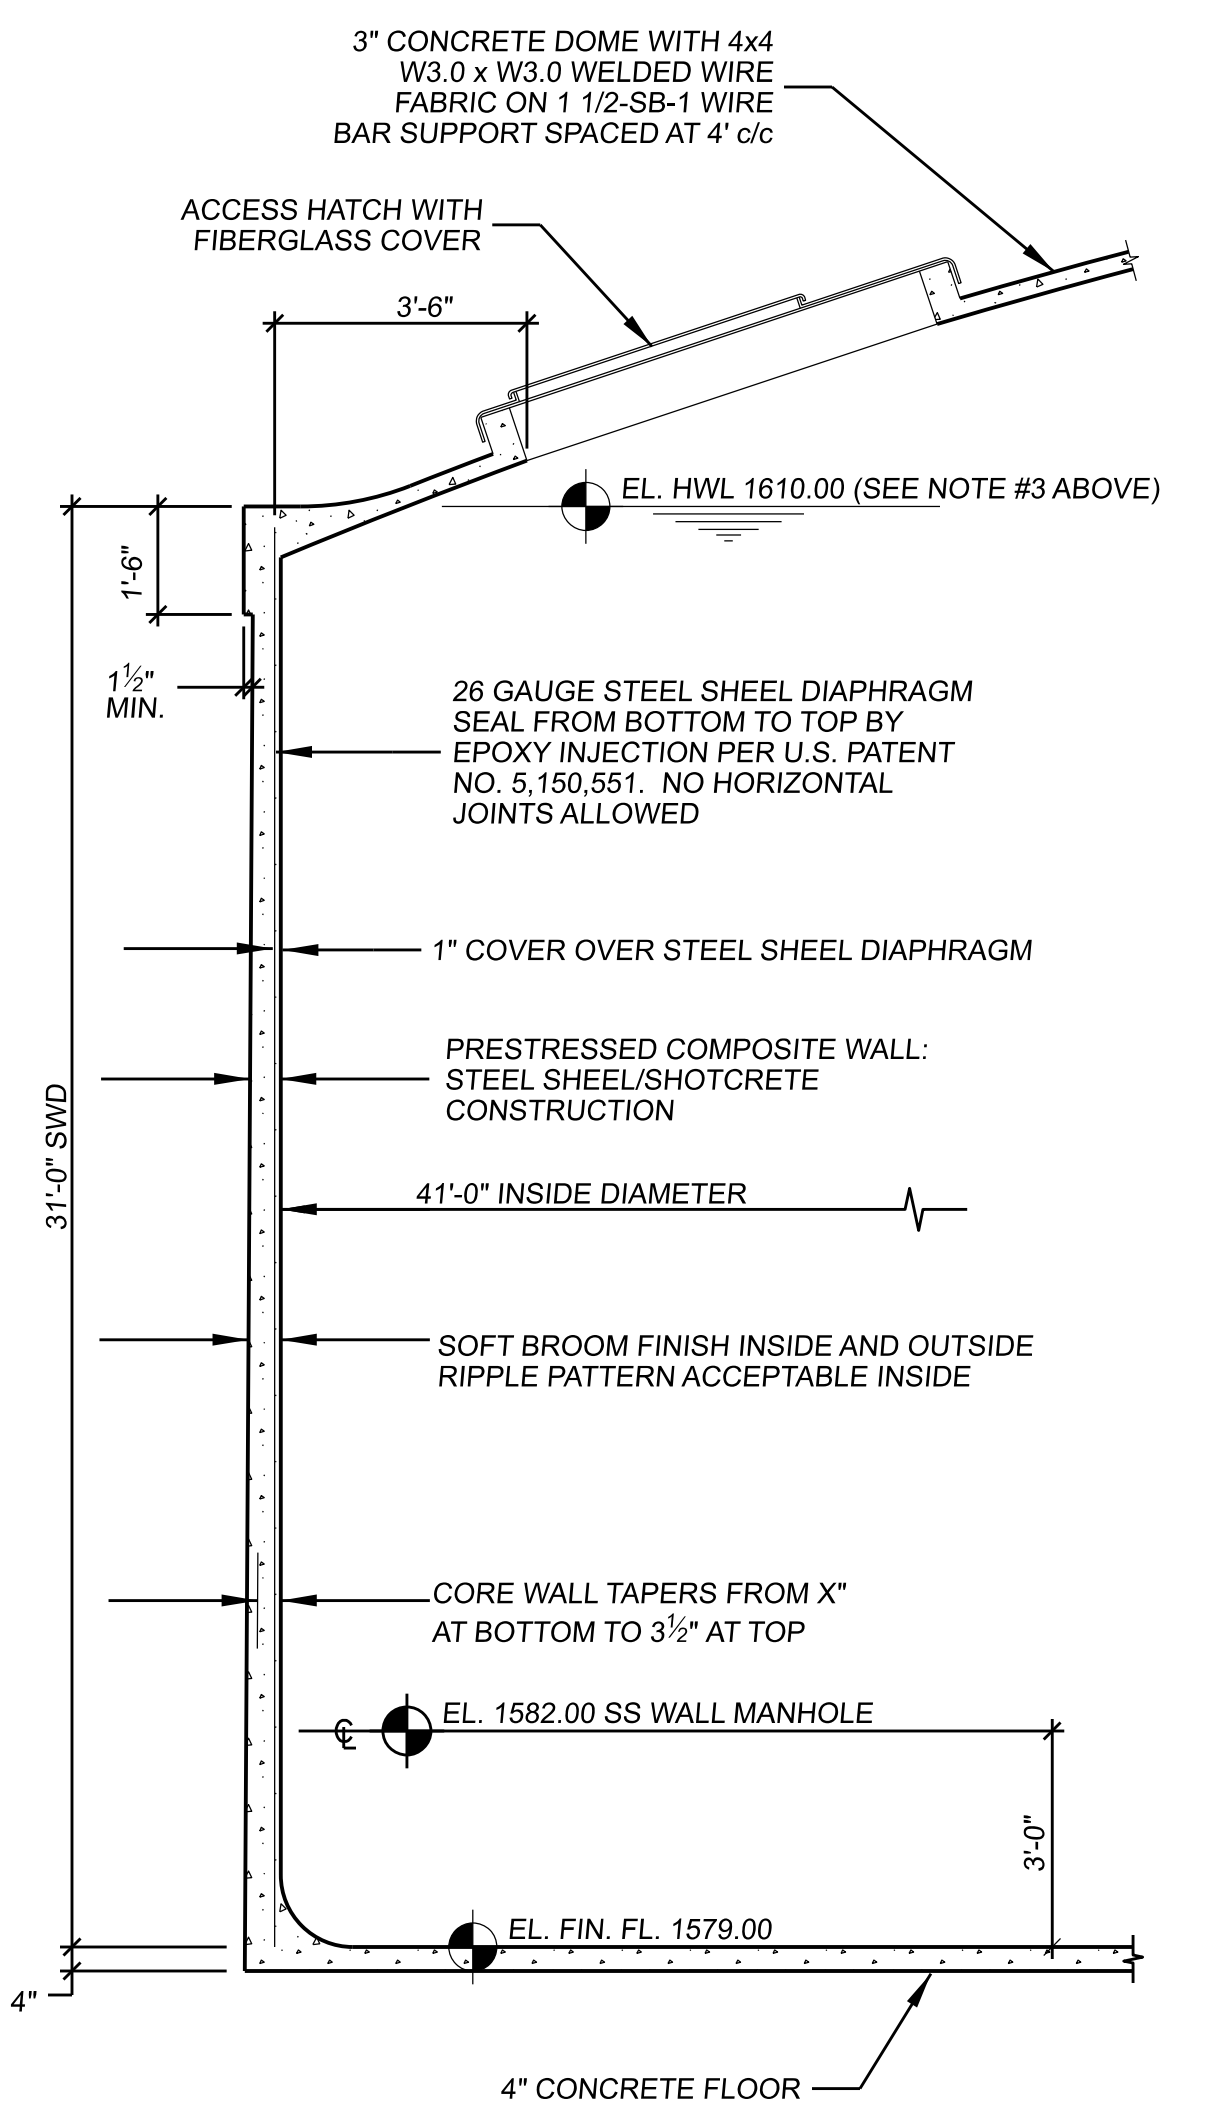 3" CONCRETE DOME WITH 4x4
W3.0 x W3.0 WELDED WIRE
FABRIC ON 1 1/2-SB-1 WIRE
BAR SUPPORT SPACED AT 4' c/c
ACCESS HATCH WITH
FIBERGLASS COVER
3'-6"
EL. HWL 1610.00 (SEE NOTE #3 ABOVE)
1'-6"
1½"
MIN.
26 GAUGE STEEL SHEEL DIAPHRAGM
SEAL FROM BOTTOM TO TOP BY
EPOXY INJECTION PER U.S. PATENT
NO. 5,150,551.  NO HORIZONTAL
JOINTS ALLOWED
1" COVER OVER STEEL SHEEL DIAPHRAGM
PRESTRESSED COMPOSITE WALL:
STEEL SHEEL/SHOTCRETE
CONSTRUCTION
31'-0" SWD
41'-0" INSIDE DIAMETER
SOFT BROOM FINISH INSIDE AND OUTSIDE
RIPPLE PATTERN ACCEPTABLE INSIDE
CORE WALL TAPERS FROM X"
AT BOTTOM TO 3½" AT TOP
℄ EL. 1582.00 SS WALL MANHOLE
3'-0"
EL. FIN. FL. 1579.00
4"
4" CONCRETE FLOOR